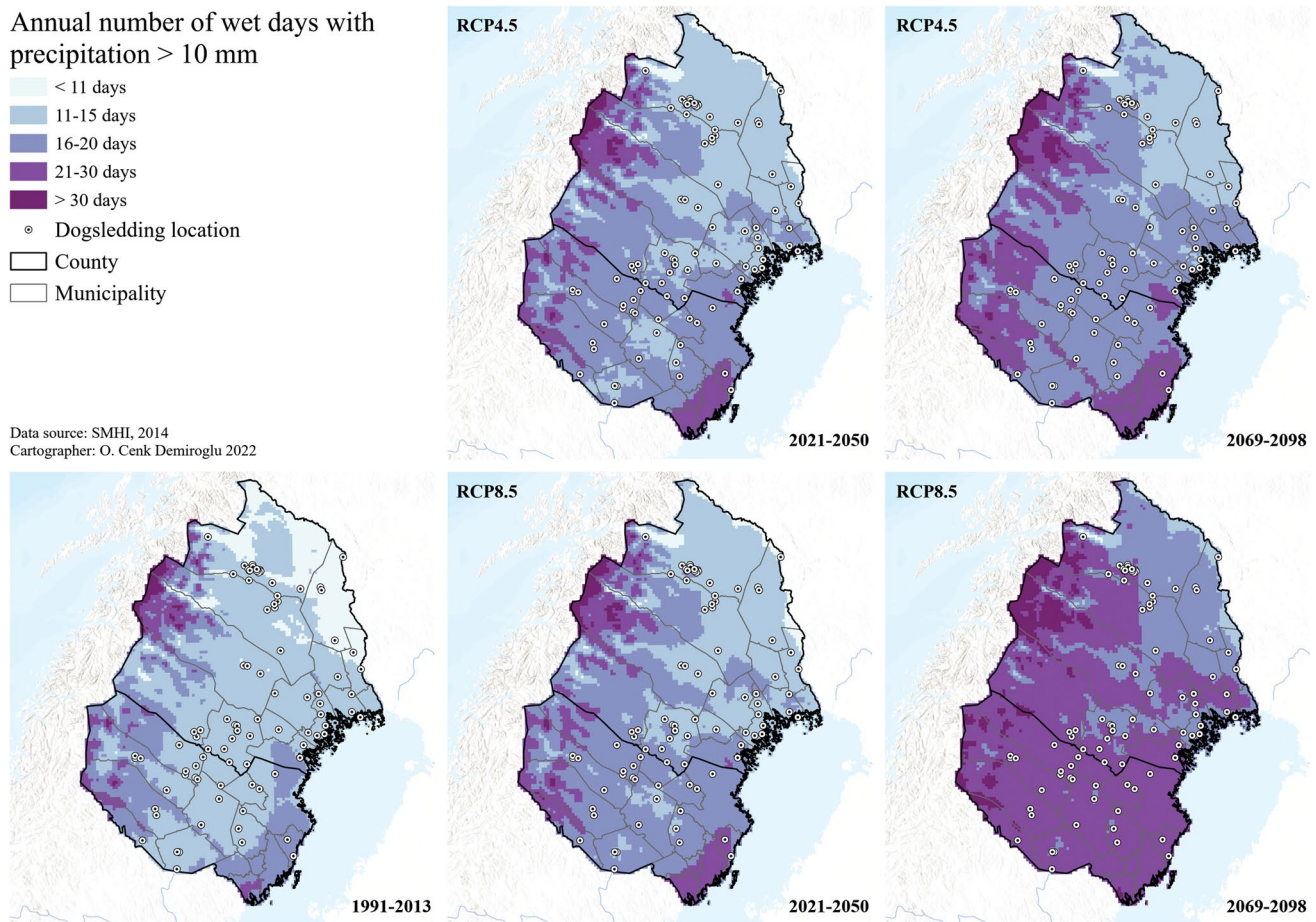 Annual number of wet days with
precipitation > 10 mm
< 11 days
11-15 days
16-20 days
21-30 days
> 30 days
Dogsledding location
County
Municipality
Data source: SMHI, 2014
Cartographer: O. Cenk Demiroglu 2022
RCP4.5
2021-2050
RCP4.5
2069-2098
1991-2013
RCP8.5
2021-2050
RCP8.5
2069-2098